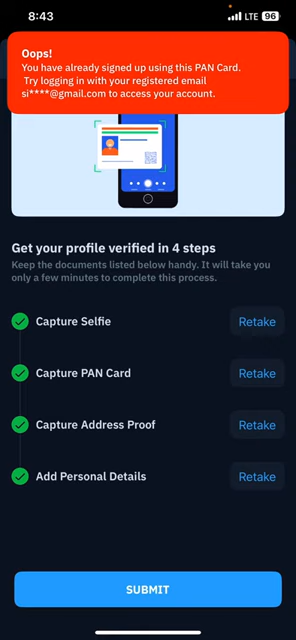 8:43
LTE 96
Oops!
You have already signed up using this PAN Card.
Try logging in with your registered email
si****@gmail.com to access your account.
Get your profile verified in 4 steps
Keep the documents listed below handy. It will take you
only a few minutes to complete this process.
Capture Selfie Retake
Capture PAN Card Retake
Capture Address Proof Retake
Add Personal Details Retake
SUBMIT